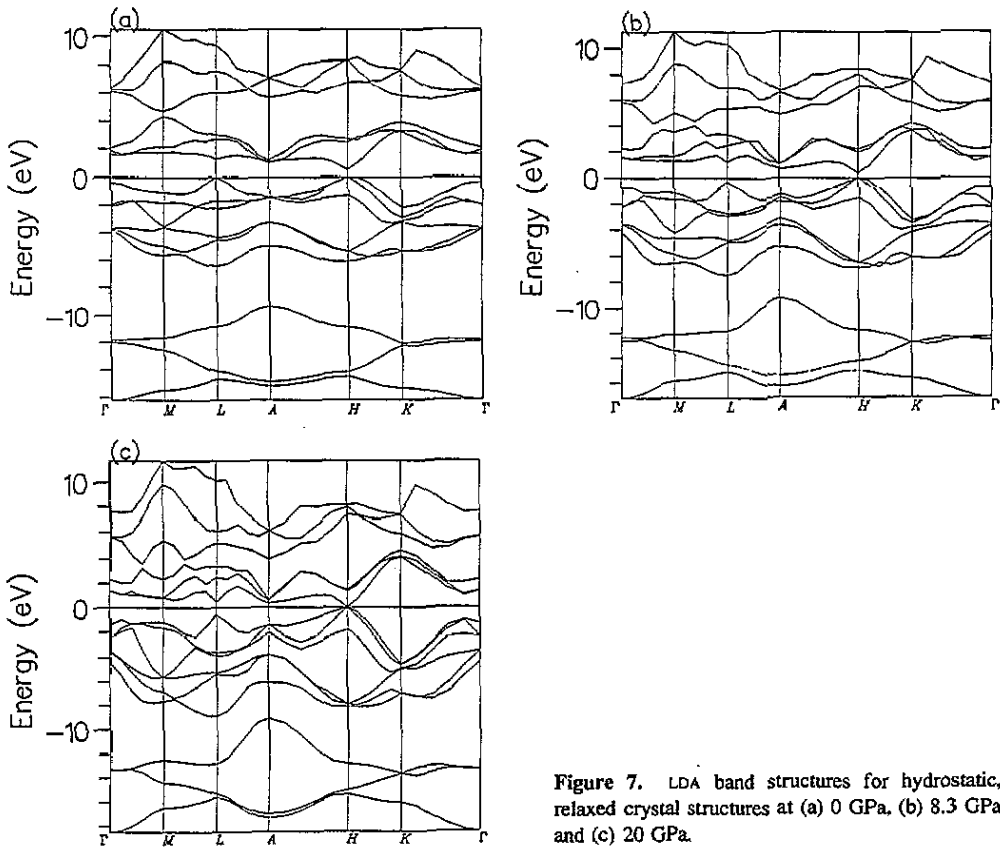 (a)
Energy (eV)
10
0
−10
Γ M L A H K Γ
(b)
Energy (eV)
10
0
−10
Γ M L A H K Γ
(c)
Energy (eV)
10
0
−10
Γ M L A H K Γ
Figure 7. LDA band structures for hydrostatic,
relaxed crystal structures at (a) 0 GPa, (b) 8.3 GPa
and (c) 20 GPa.